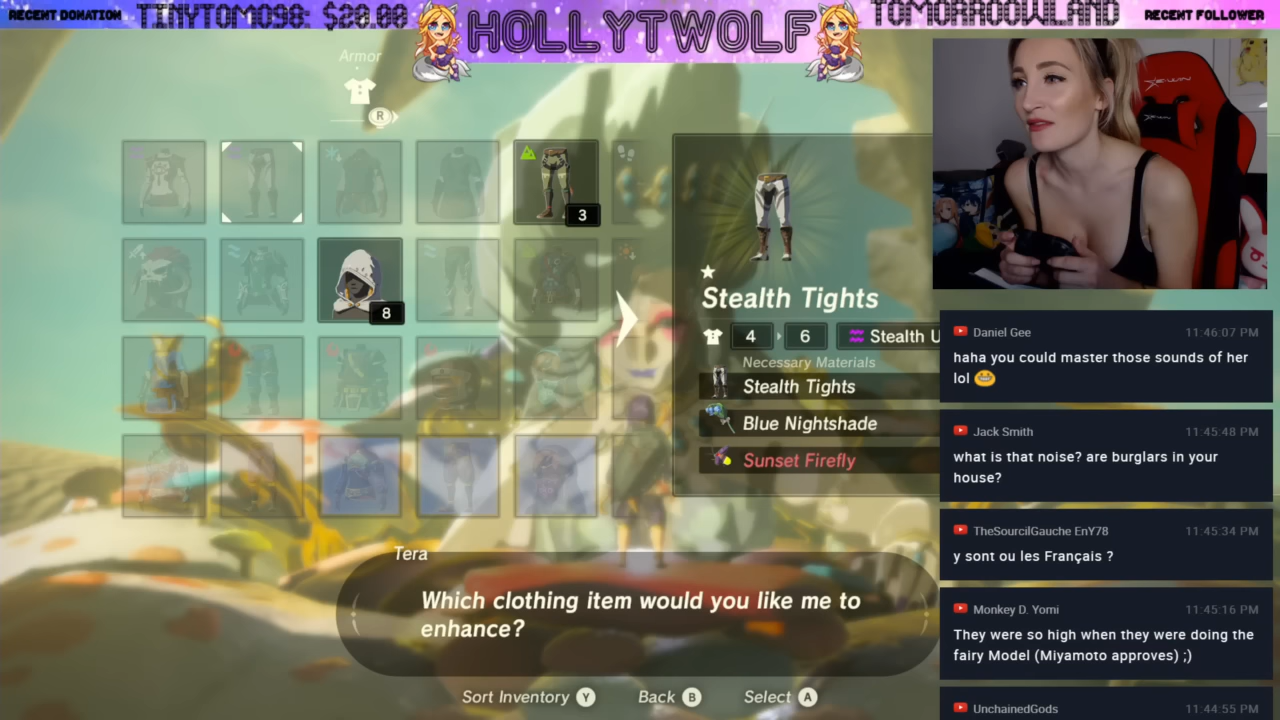 RECENT DONATION
TINYTOM098: $20.00
HOLLYTWOLF
TOMORROOWLAND
RECENT FOLLOWER
Armor
R
3
8
Stealth Tights
4 6 Stealth U
Necessary Materials
Stealth Tights
Blue Nightshade
Sunset Firefly
Tera
Which clothing item would you like me to
enhance?
Sort Inventory Y Back B Select A
Daniel Gee 11:46:07 PM
haha you could master those sounds of her
lol 😁
Jack Smith 11:45:48 PM
what is that noise? are burglars in your
house?
TheSourcilGauche EnY78 11:45:34 PM
y sont ou les Français ?
Monkey D. Yomi 11:45:16 PM
They were so high when they were doing the
fairy Model (Miyamoto approves) ;)
UnchainedGods 11:44:55 PM